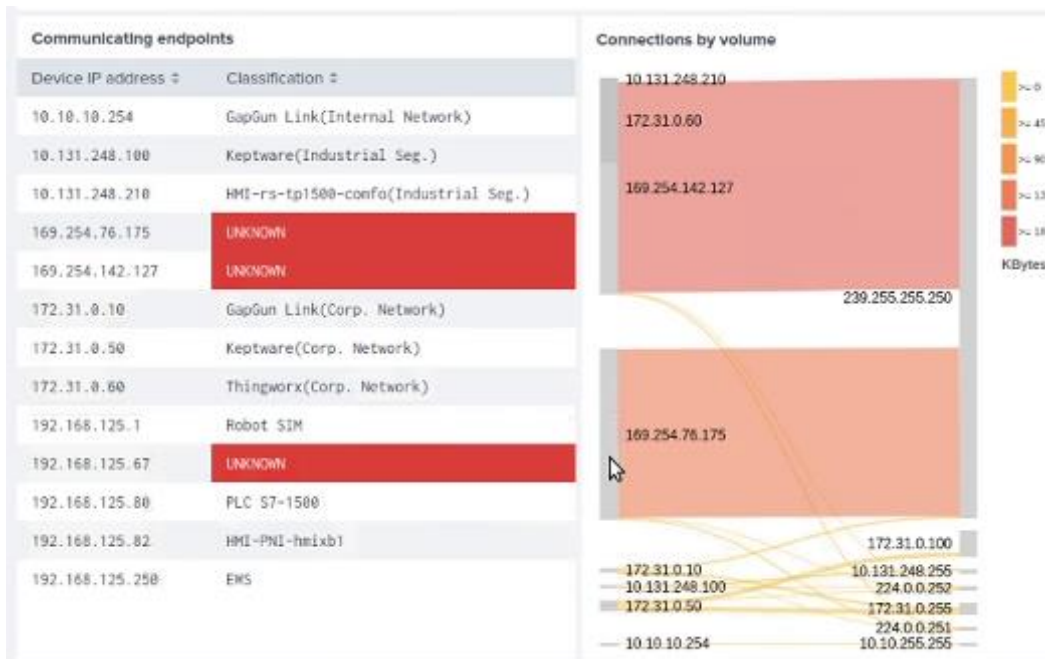 Communicating endpoints
Device IP address Classification
10.10.10.254 GapGun Link(Internal Network)
10.131.248.100 Keptware(Industrial Seg.)
10.131.248.210 HMI-rs-tp1500-comfo(Industrial Seg.)
169.254.76.175 UNKNOWN
169.254.142.127 UNKNOWN
172.31.0.10 GapGun Link(Corp. Network)
172.31.0.50 Keptware(Corp. Network)
172.31.0.60 Thingworx(Corp. Network)
192.168.125.1 Robot SIM
192.168.125.67 UNKNOWN
192.168.125.80 PLC S7-1500
192.168.125.82 HMI-PNI-hmixb1
192.168.125.250 EWS
Connections by volume
10.131.248.210
172.31.0.60
169.254.142.127
239.255.255.250
169.254.76.175
172.31.0.100
172.31.0.10 10.131.248.255
10.131.248.100 224.0.0.252
172.31.0.50 172.31.0.255
224.0.0.251
10.10.10.254 10.10.255.255
>= 0
>= 45
>= 90
KBytes